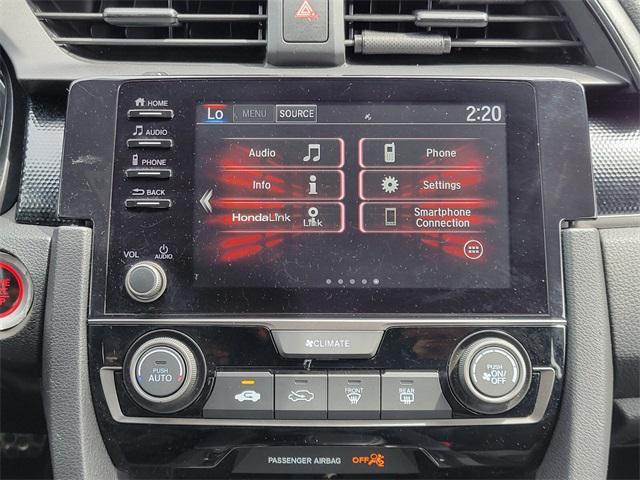 HOME
AUDIO
PHONE
BACK
VOL
AUDIO
Lo
MENU
SOURCE
2:20
Audio
Phone
Info
i
Settings
HondaLink
Link
Smartphone
Connection
CLIMATE
PUSH
AUTO
FRONT
REAR
PUSH
ON/
OFF
PASSENGER AIRBAG
OFF